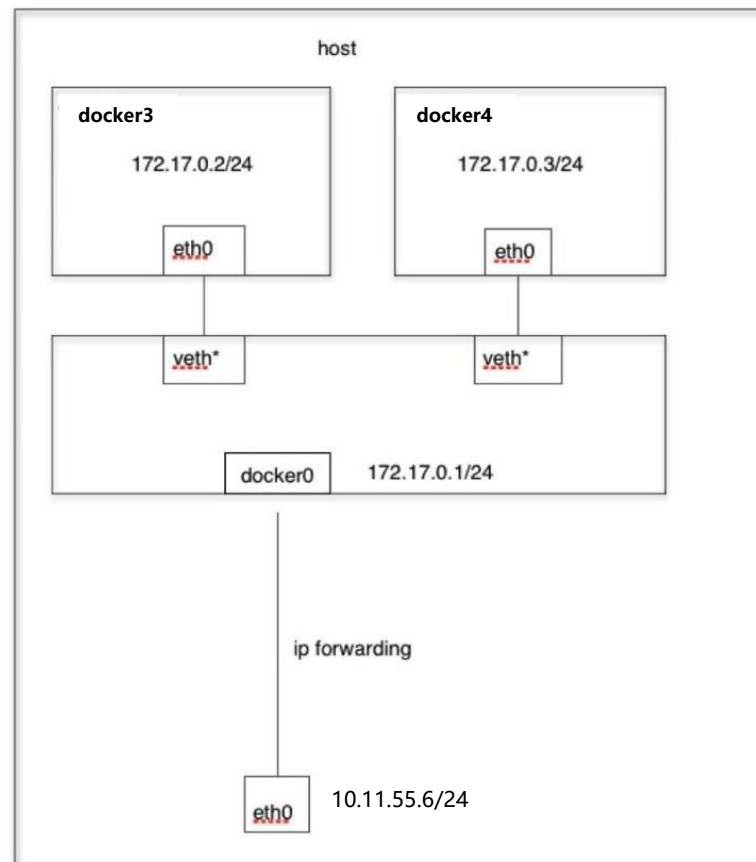 host
docker3
docker4
172.17.0.2/24
172.17.0.3/24
eth0
eth0
veth*
veth*
docker0
172.17.0.1/24
ip forwarding
eth0
10.11.55.6/24